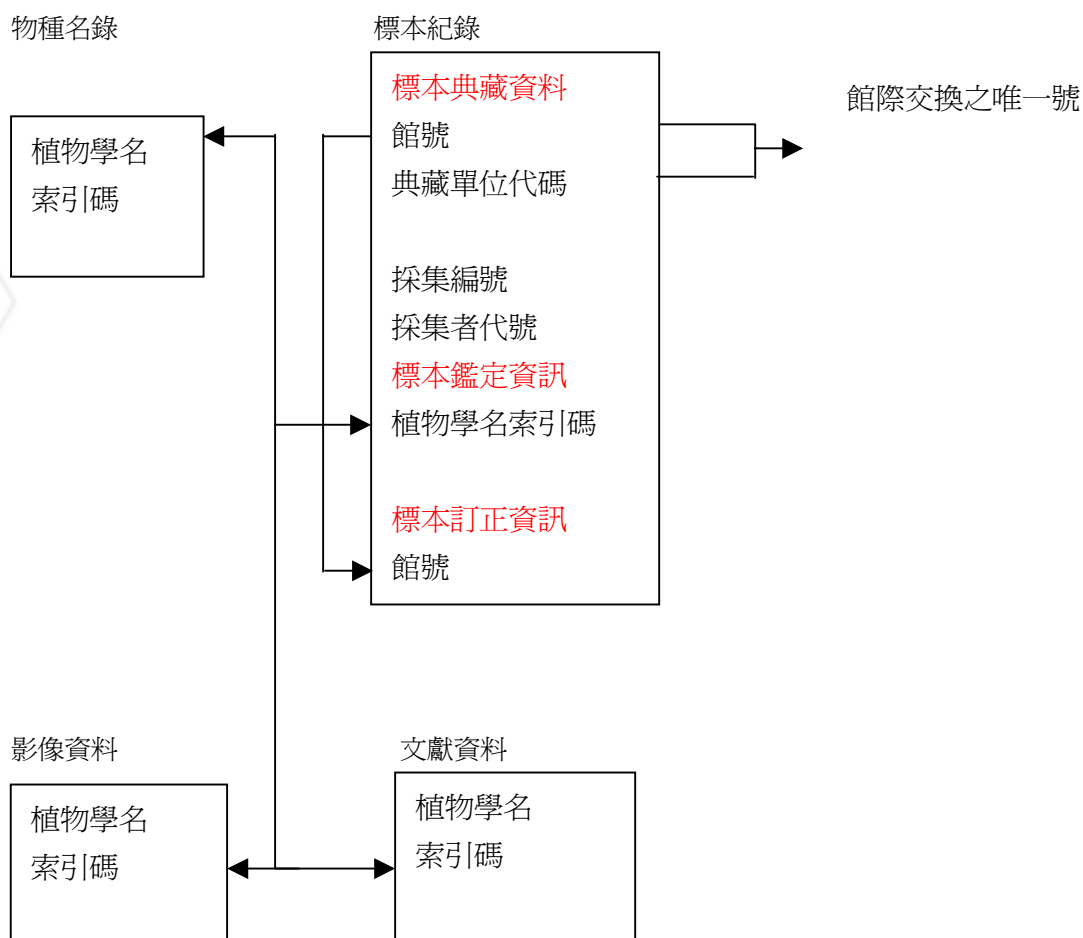 物種名錄
標本紀錄
標本典藏資料
館號
典藏單位代碼
採集編號
採集者代號
標本鑑定資訊
植物學名索引碼
標本訂正資訊
館號
館際交換之唯一號
植物學名
索引碼
影像資料
植物學名
索引碼
文獻資料
植物學名
索引碼